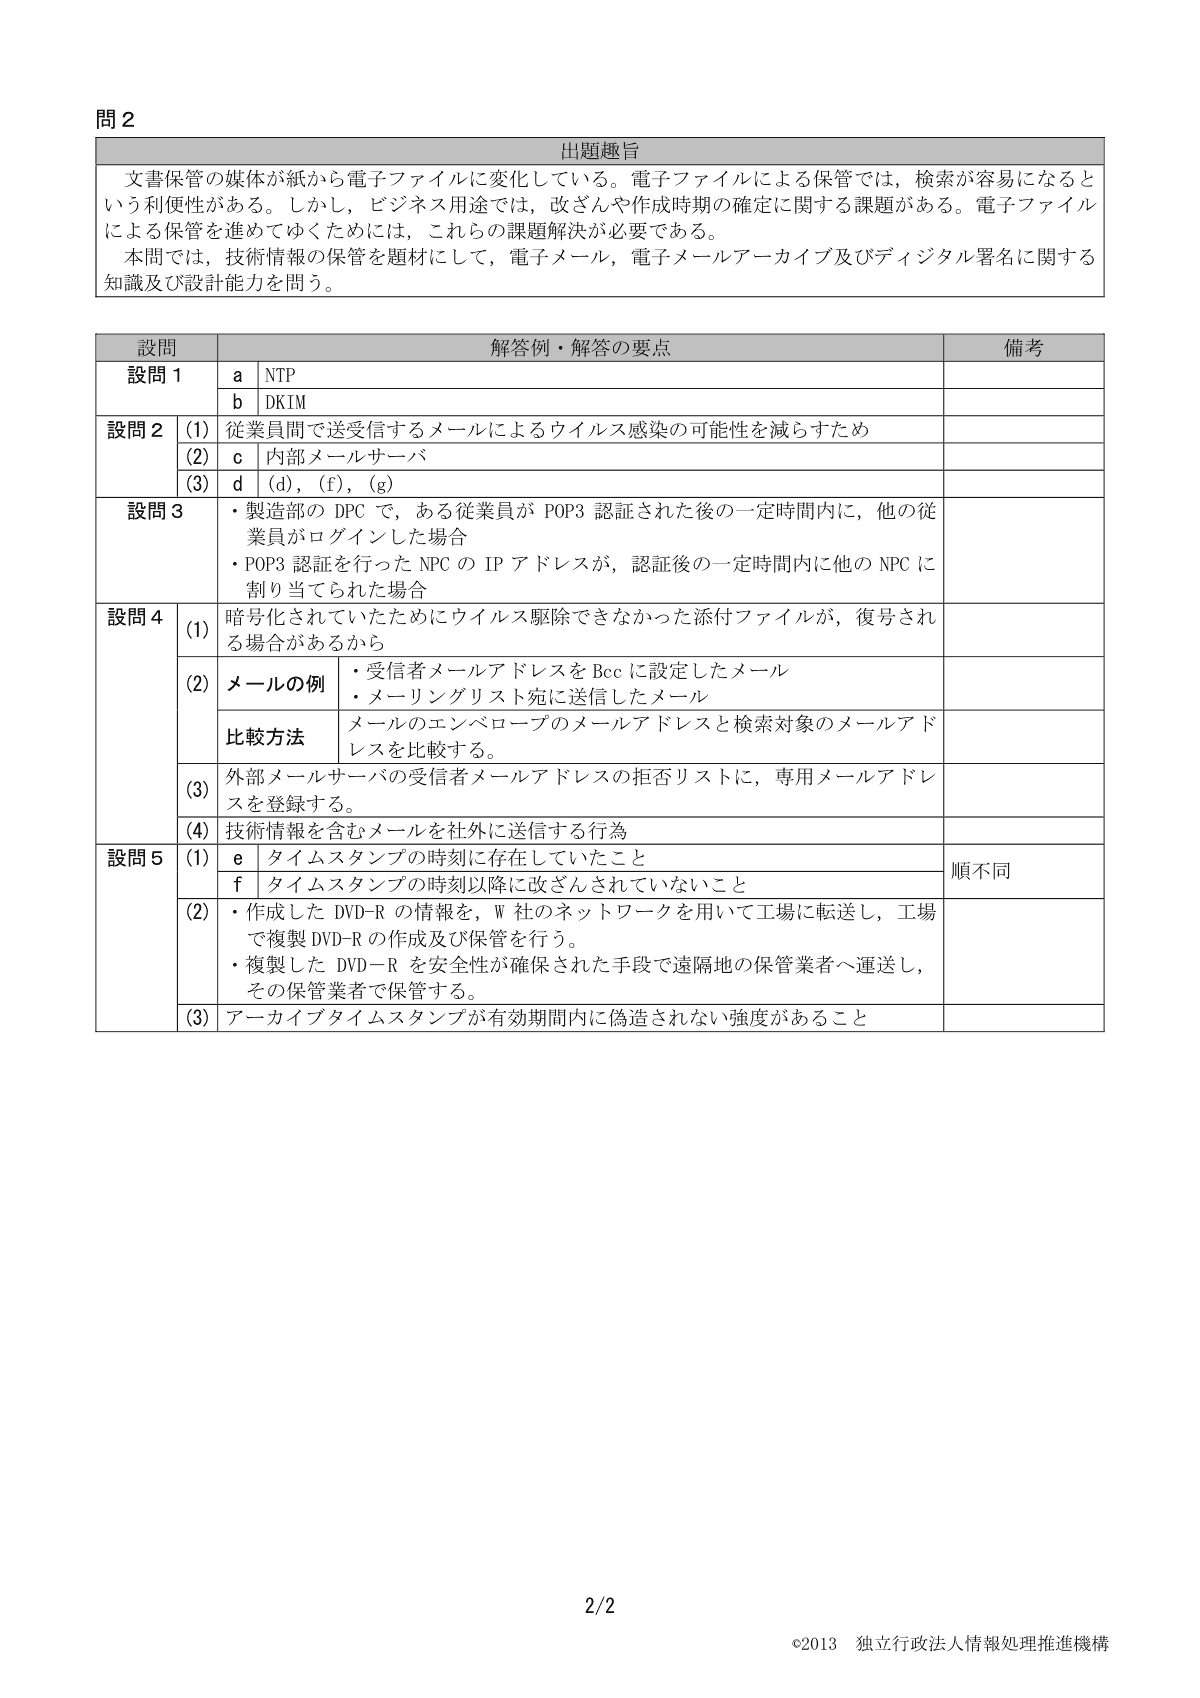 問２
出題趣旨
　文書保管の媒体が紙から電子ファイルに変化している。電子ファイルによる保管では，検索が容易になると
いう利便性がある。しかし，ビジネス用途では，改ざんや作成時期の確定に関する課題がある。電子ファイル
による保管を進めてゆくためには，これらの課題解決が必要である。
　本問では，技術情報の保管を題材にして，電子メール，電子メールアーカイブ及びディジタル署名に関する
知識及び設計能力を問う。
設問 解答例・解答の要点 備考
設問１ a NTP
b DKIM
設問２ (1) 従業員間で送受信するメールによるウイルス感染の可能性を減らすため
(2) c 内部メールサーバ
(3) d (d)，(f)，(g)
設問３ ・製造部の DPC で，ある従業員が POP3 認証された後の一定時間内に，他の従
業員がログインした場合
・POP3 認証を行った NPC の IP アドレスが，認証後の一定時間内に他の NPC に
割り当てられた場合
設問４ (1) 暗号化されていたためにウイルス駆除できなかった添付ファイルが，復号され
る場合があるから
(2) メールの例 ・受信者メールアドレスを Bcc に設定したメール
・メーリングリスト宛に送信したメール
比較方法 メールのエンベロープのメールアドレスと検索対象のメールアド
レスを比較する。
(3) 外部メールサーバの受信者メールアドレスの拒否リストに，専用メールアドレ
スを登録する。
(4) 技術情報を含むメールを社外に送信する行為
設問５ (1) e タイムスタンプの時刻に存在していたこと 順不同
f タイムスタンプの時刻以降に改ざんされていないこと
(2) ・作成した DVD-R の情報を，W 社のネットワークを用いて工場に転送し，工場
で複製 DVD-R の作成及び保管を行う。
・複製した DVD－R を安全性が確保された手段で遠隔地の保管業者へ運送し，
その保管業者で保管する。
(3) アーカイブタイムスタンプが有効期間内に偽造されない強度があること
2/2
©2013　独立行政法人情報処理推進機構